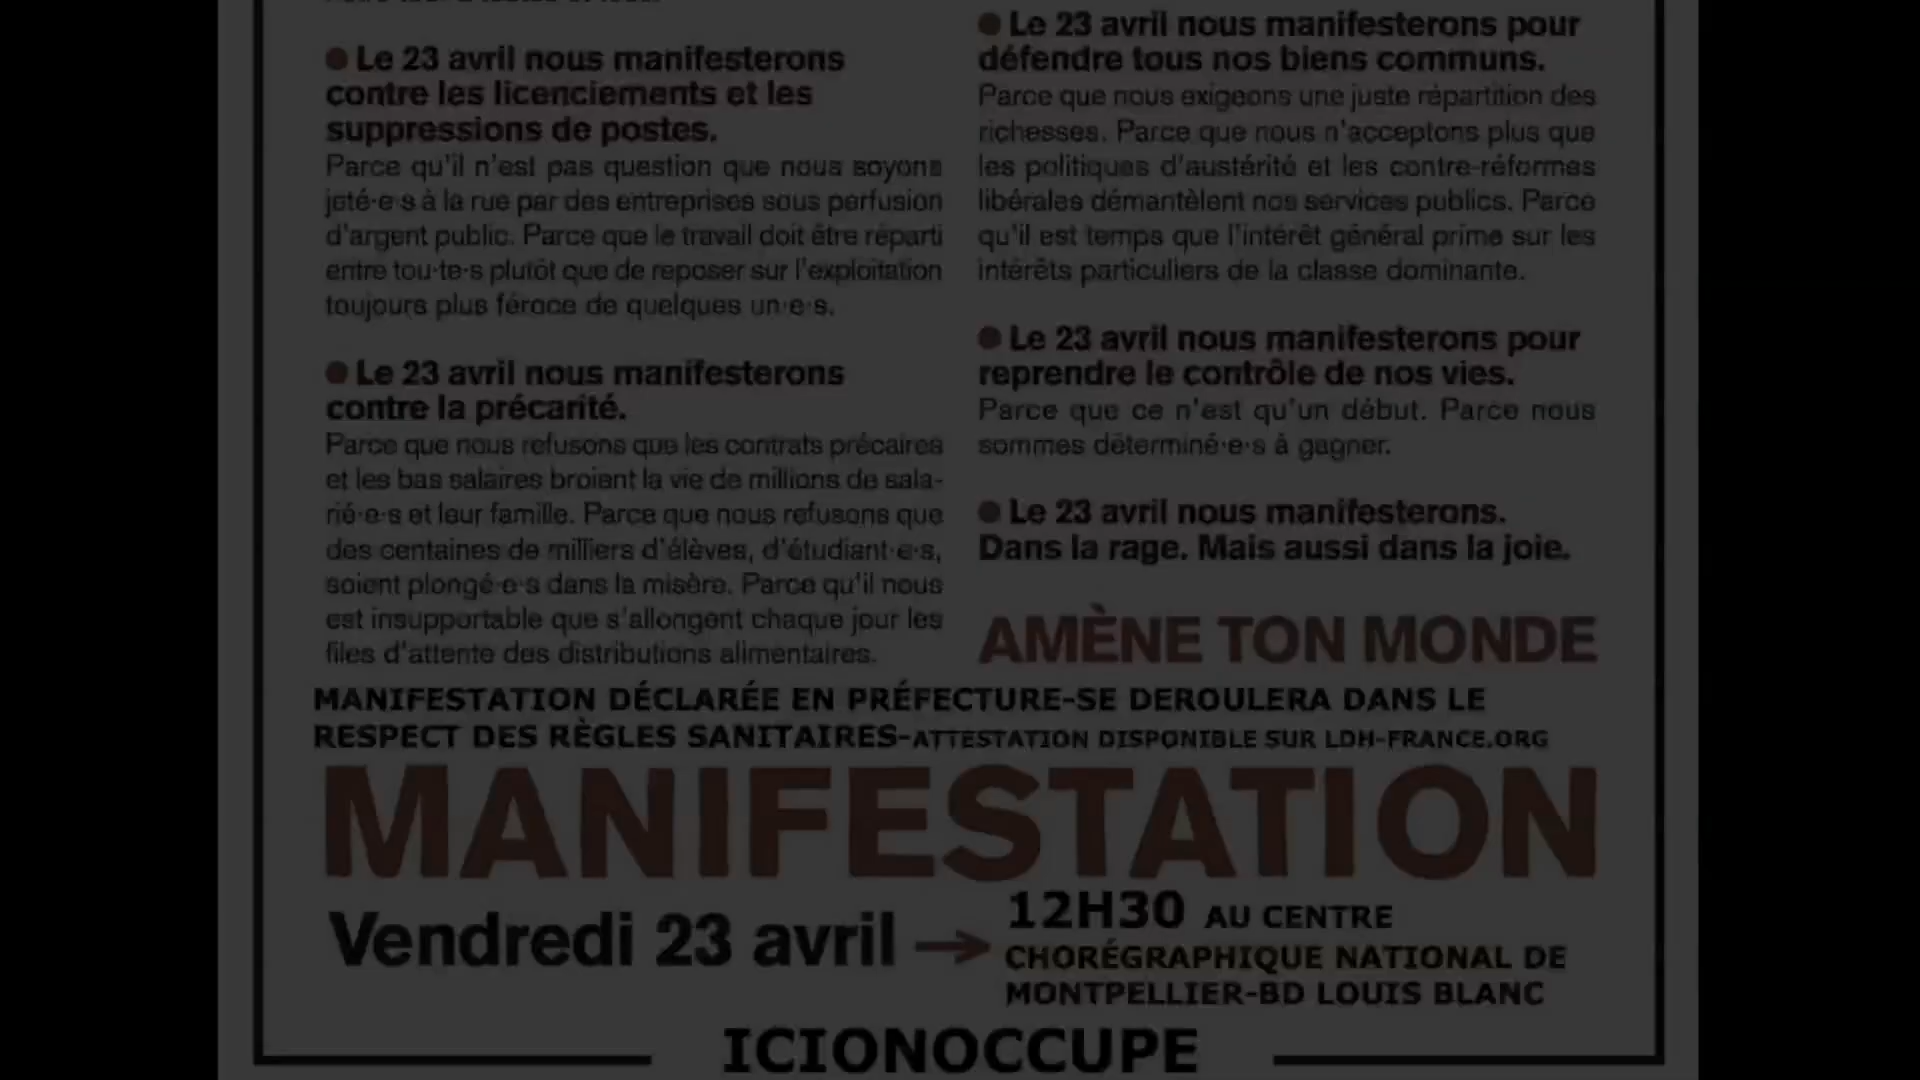 ● Le 23 avril nous manifesterons
contre les licenciements et les
suppressions de postes.
Parce qu'il n'est pas question que nous soyons
jeté·e·s à la rue par des entreprises sous perfusion
d'argent public. Parce que le travail doit être réparti
entre tou·te·s plutôt que de reposer sur l'exploitation
toujours plus féroce de quelques un·e·s.
● Le 23 avril nous manifesterons
contre la précarité.
Parce que nous refusons que les contrats précaires
et les bas salaires broient la vie de millions de sala-
rié·e·s et leur famille. Parce que nous refusons que
des centaines de milliers d'élèves, d'étudiant·e·s,
soient plongé·e·s dans la misère. Parce qu'il nous
est insupportable que s'allongent chaque jour les
files d'attente des distributions alimentaires.
● Le 23 avril nous manifesterons pour
défendre tous nos biens communs.
Parce que nous exigeons une juste répartition des
richesses. Parce que nous n'acceptons plus que
les politiques d'austérité et les contre-réformes
libérales démantèlent nos services publics. Parce
qu'il est temps que l'intérêt général prime sur les
intérêts particuliers de la classe dominante.
● Le 23 avril nous manifesterons pour
reprendre le contrôle de nos vies.
Parce que ce n'est qu'un début. Parce nous
sommes déterminé·e·s à gagner.
● Le 23 avril nous manifesterons.
Dans la rage. Mais aussi dans la joie.
AMÈNE TON MONDE
MANIFESTATION DÉCLARÉE EN PRÉFECTURE-SE DEROULERA DANS LE
RESPECT DES RÈGLES SANITAIRES-ATTESTATION DISPONIBLE SUR LDH-FRANCE.ORG
MANIFESTATION
Vendredi 23 avril → 12H30 AU CENTRE
CHORÉGRAPHIQUE NATIONAL DE
MONTPELLIER-BD LOUIS BLANC
ICIONOCCUPE